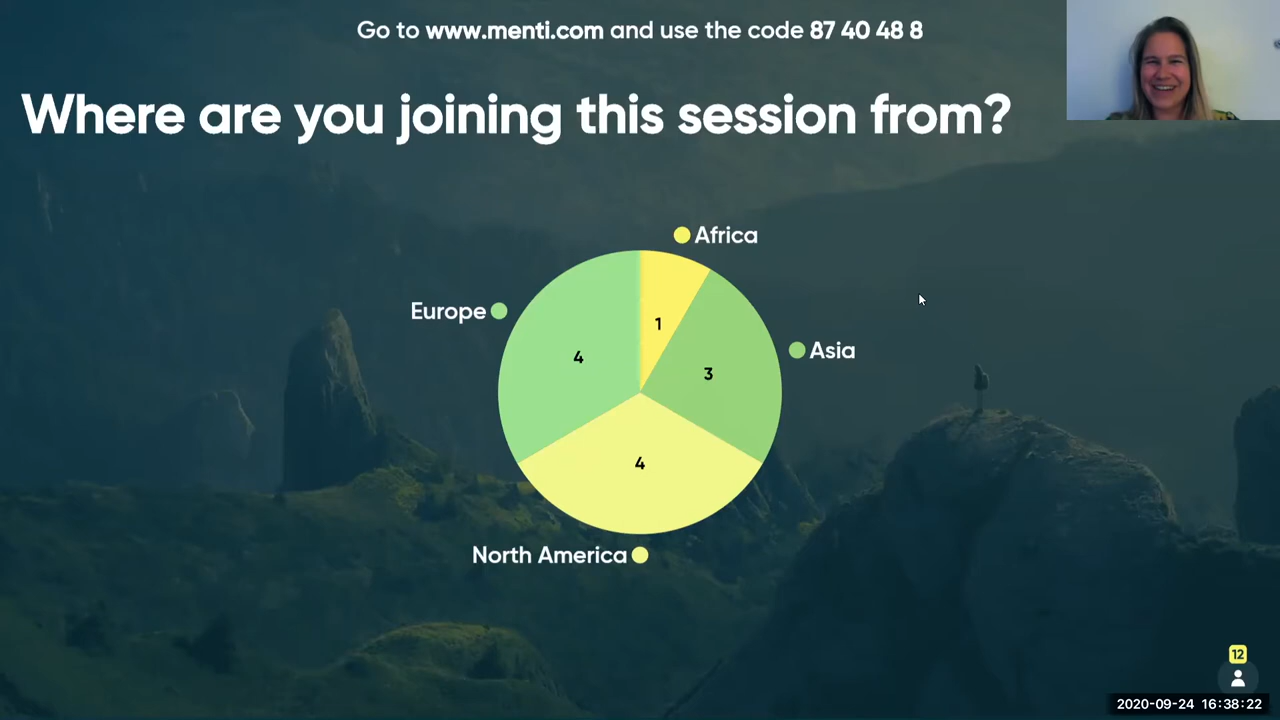 Go to www.menti.com and use the code 87 40 48 8
Where are you joining this session from?
Africa
Europe
1
Asia
4
3
4
North America
12
2020-09-24 16:38:22